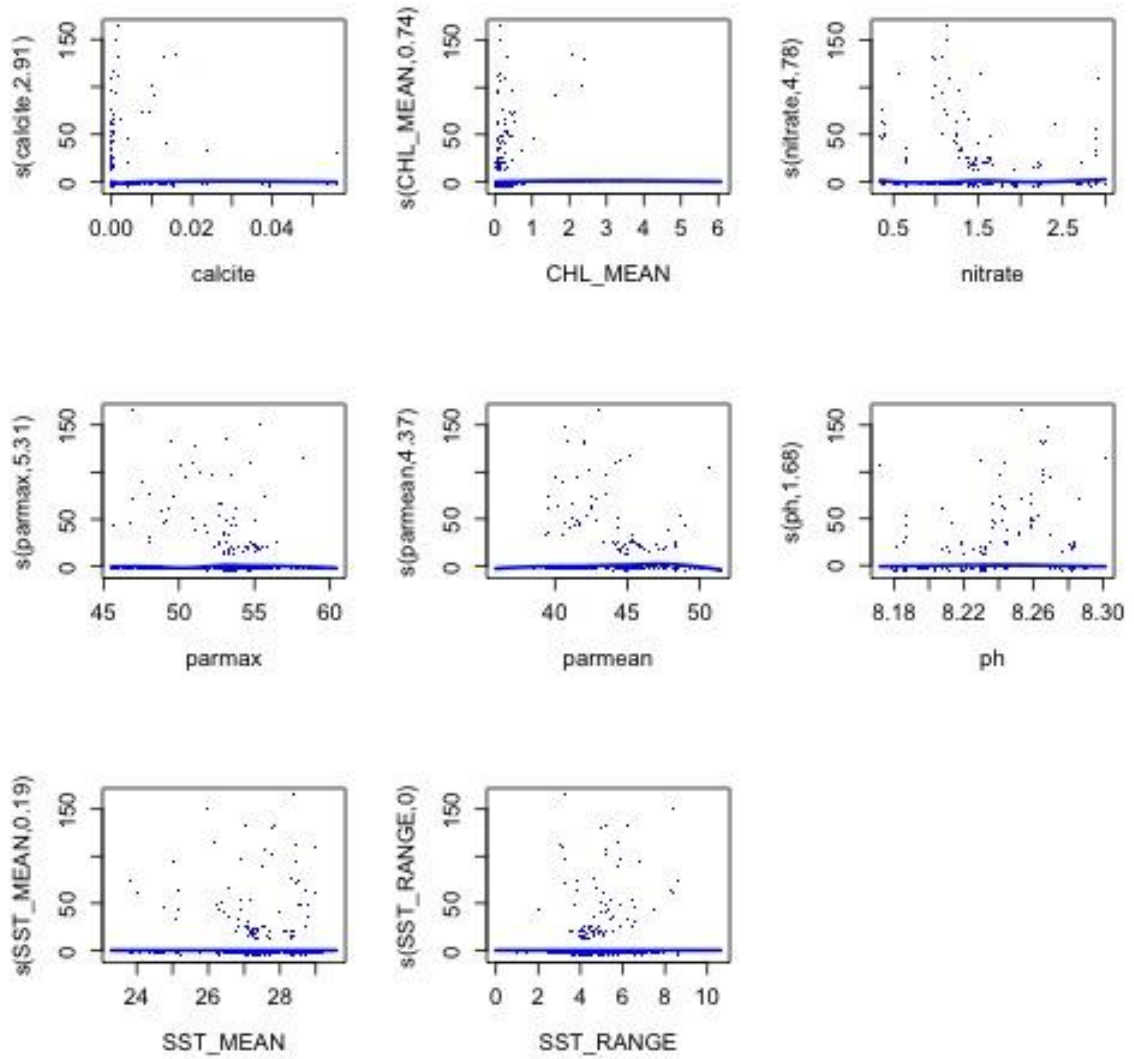 s(calcite,2.91)
150
50
0
0.00 0.02 0.04
calcite
s(CHL_MEAN,0.74)
150
50
0
0 1 2 3 4 5 6
CHL_MEAN
s(nitrate,4.78)
150
50
0
0.5 1.5 2.5
nitrate
s(parmax,5.31)
150
50
0
45 50 55 60
parmax
s(parmean,4.37)
150
50
0
40 45 50
parmean
s(ph,1.68)
150
50
0
8.18 8.22 8.26 8.30
ph
s(SST_MEAN,0.19)
150
50
0
24 26 28
SST_MEAN
s(SST_RANGE,0)
150
50
0
0 2 4 6 8 10
SST_RANGE